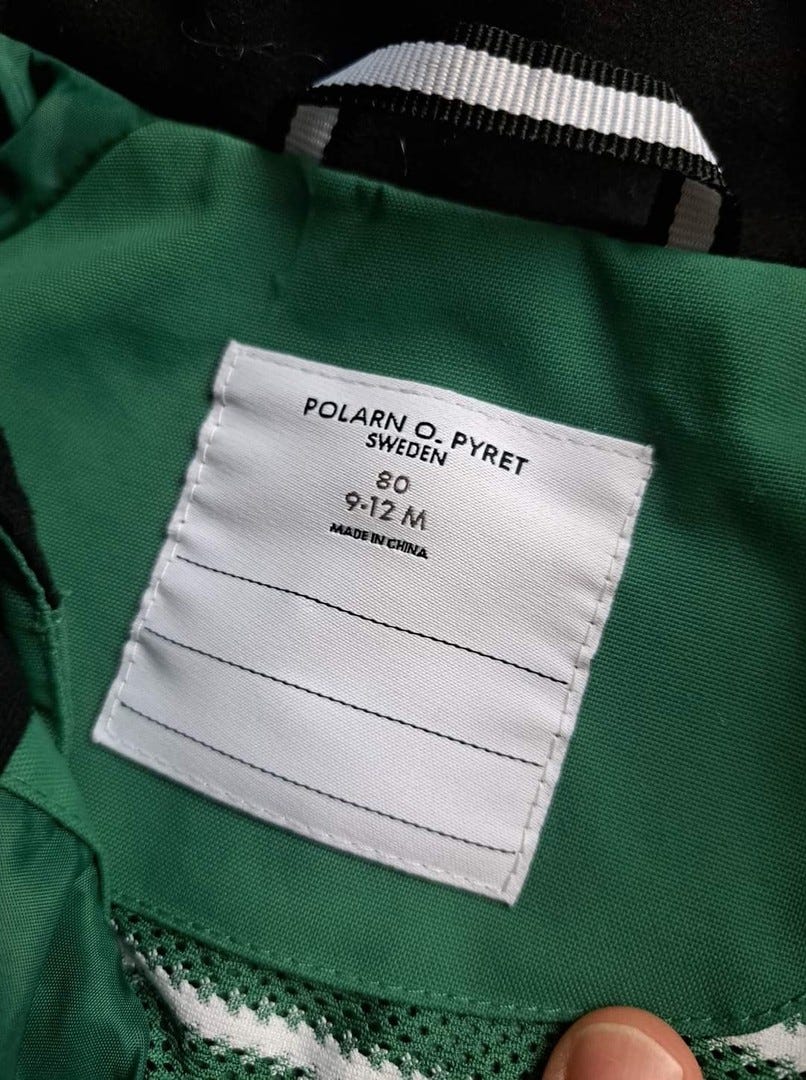 POLARN O. PYRET
SWEDEN
80
9-12 M
MADE IN CHINA